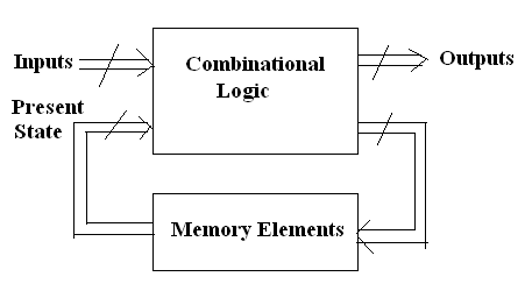 Inputs
Combinational
Logic
Outputs
Present
State
Memory Elements